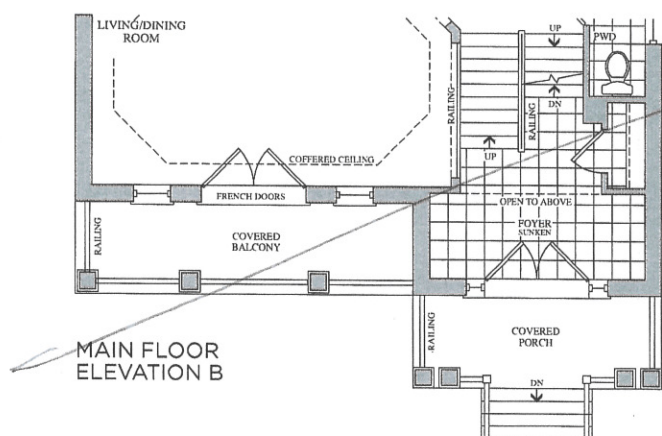 LIVING/DINING
ROOM
UP
PWD
RAILING
RAILING
DN
UP
COFFERED CEILING
FRENCH DOORS
OPEN TO ABOVE
FOYER
SUNKEN
RAILING
COVERED
BALCONY
RAILING
COVERED
PORCH
MAIN FLOOR
ELEVATION B
DN